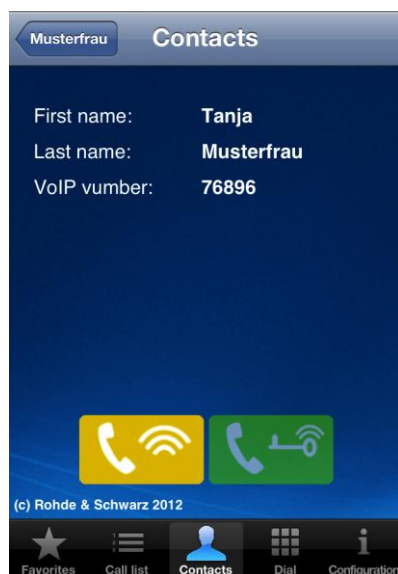 Musterfrau Contacts
First name: Tanja
Last name: Musterfrau
VoIP vumber: 76896
(c) Rohde & Schwarz 2012
Favorites Call list Contacts Dial Configuration